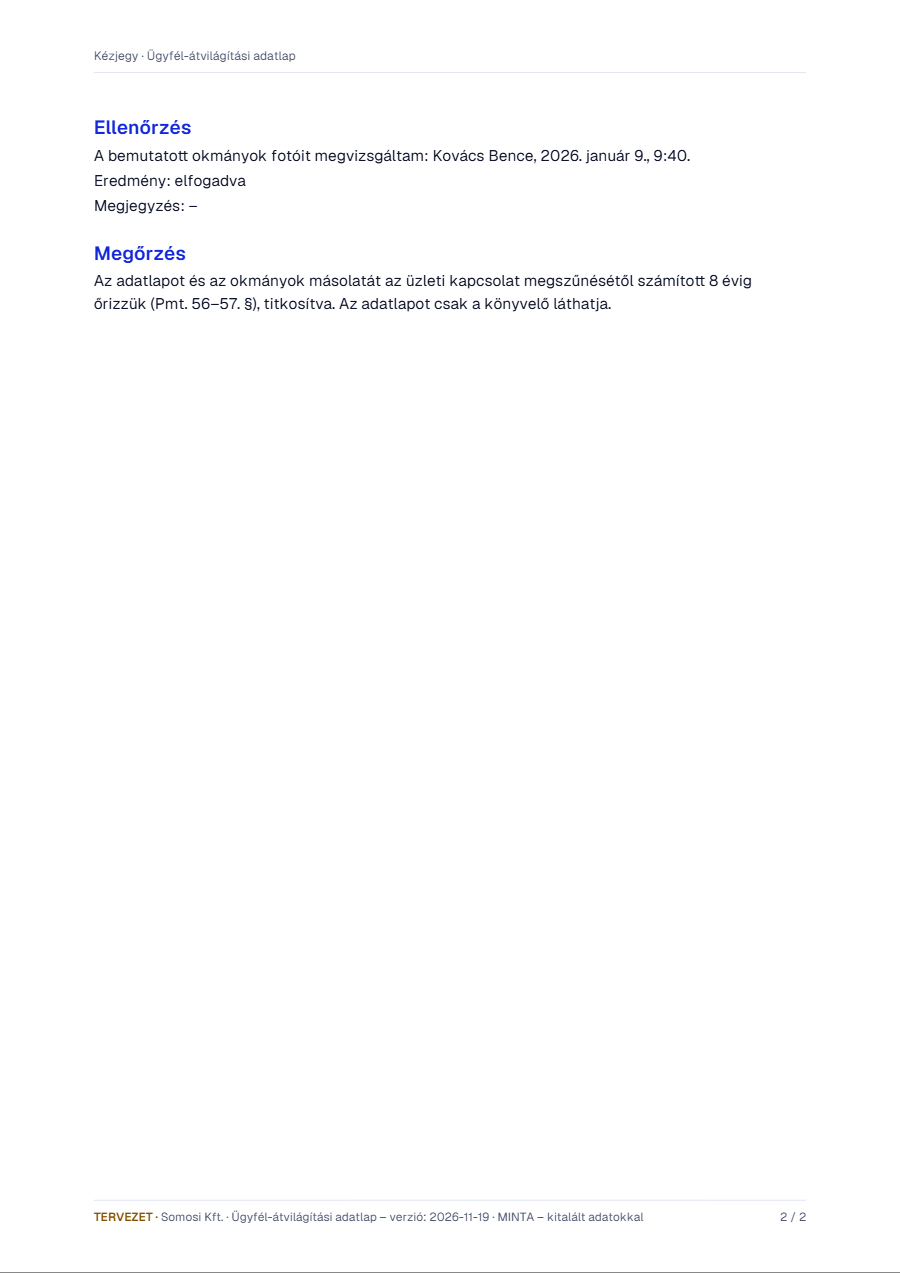 Kézjegy · Ügyfél-átvilágítási adatlap
Ellenőrzés
A bemutatott okmányok fotóit megvizsgáltam: Kovács Bence, 2026. január 9., 9:40.
Eredmény: elfogadva
Megjegyzés: –
Megőrzés
Az adatlapot és az okmányok másolatát az üzleti kapcsolat megszűnésétől számított 8 évig
őrizzük (Pmt. 56–57. §), titkosítva. Az adatlapot csak a könyvelő láthatja.
TERVEZET · Somosi Kft. · Ügyfél-átvilágítási adatlap – verzió: 2026-11-19 · MINTA – kitalált adatokkal 2 / 2